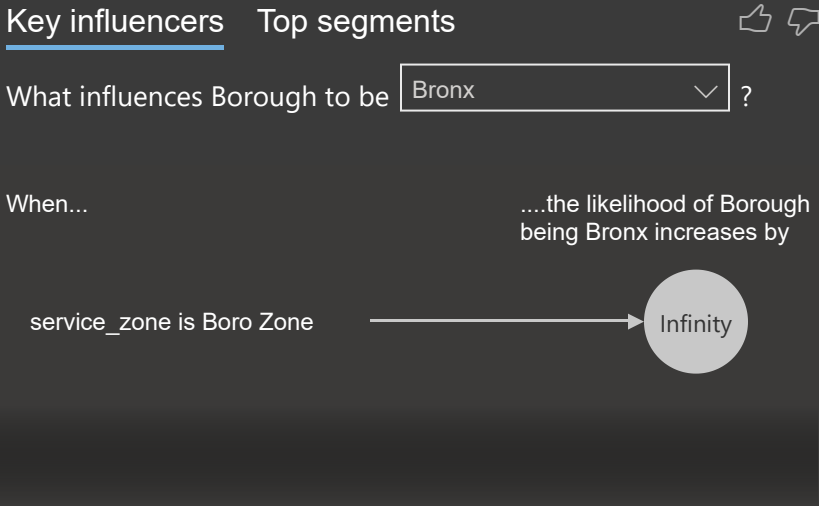 Key influencers Top segments
What influences Borough to be Bronx ?
When...
....the likelihood of Borough
being Bronx increases by
service_zone is Boro Zone
Infinity